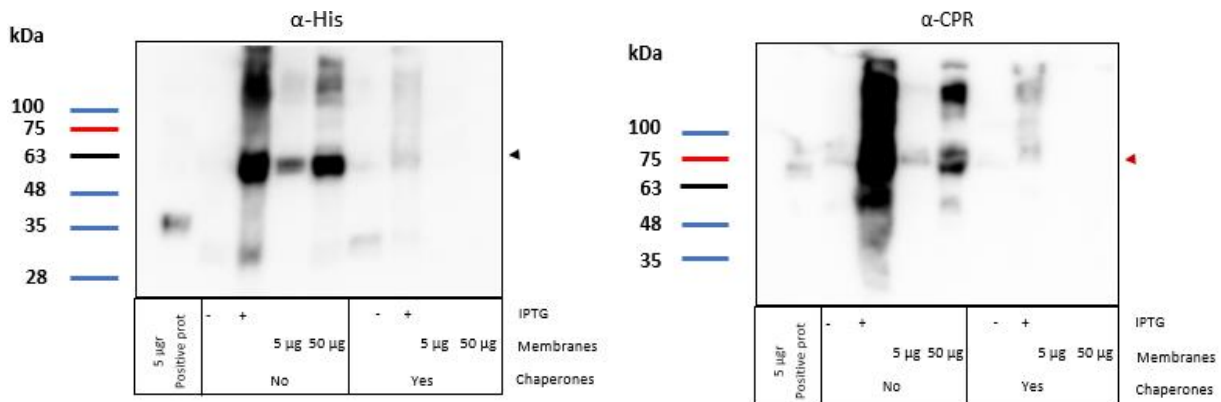 α-His
kDa
100
75
63
48
35
28
5 µgr
Positive prot
- + - + IPTG
5 µg 50 µg 5 µg 50 µg Membranes
No Yes Chaperones
α-CPR
kDa
100
75
63
48
35
5 µgr
Positive prot
- + - + IPTG
5 µg 50 µg 5 µg 50 µg Membranes
No Yes Chaperones